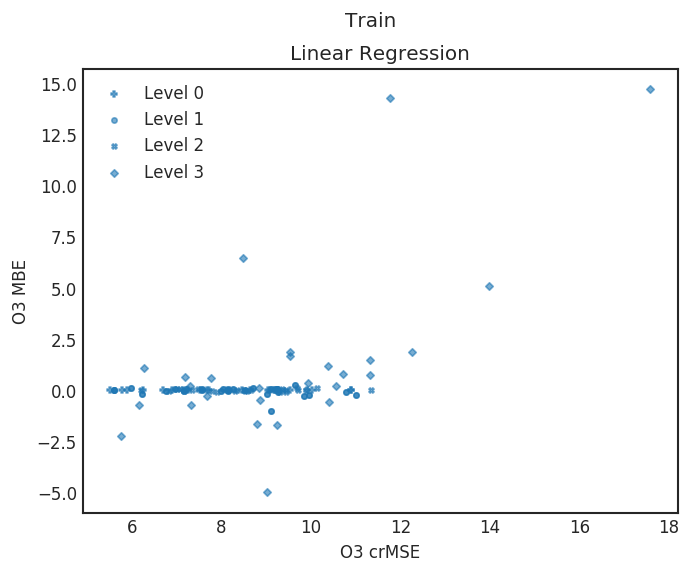 Train
Linear Regression
Level 0
Level 1
Level 2
Level 3
15.0
12.5
10.0
7.5
5.0
2.5
0.0
−2.5
−5.0
O3 MBE
6 8 10 12 14 16 18
O3 crMSE